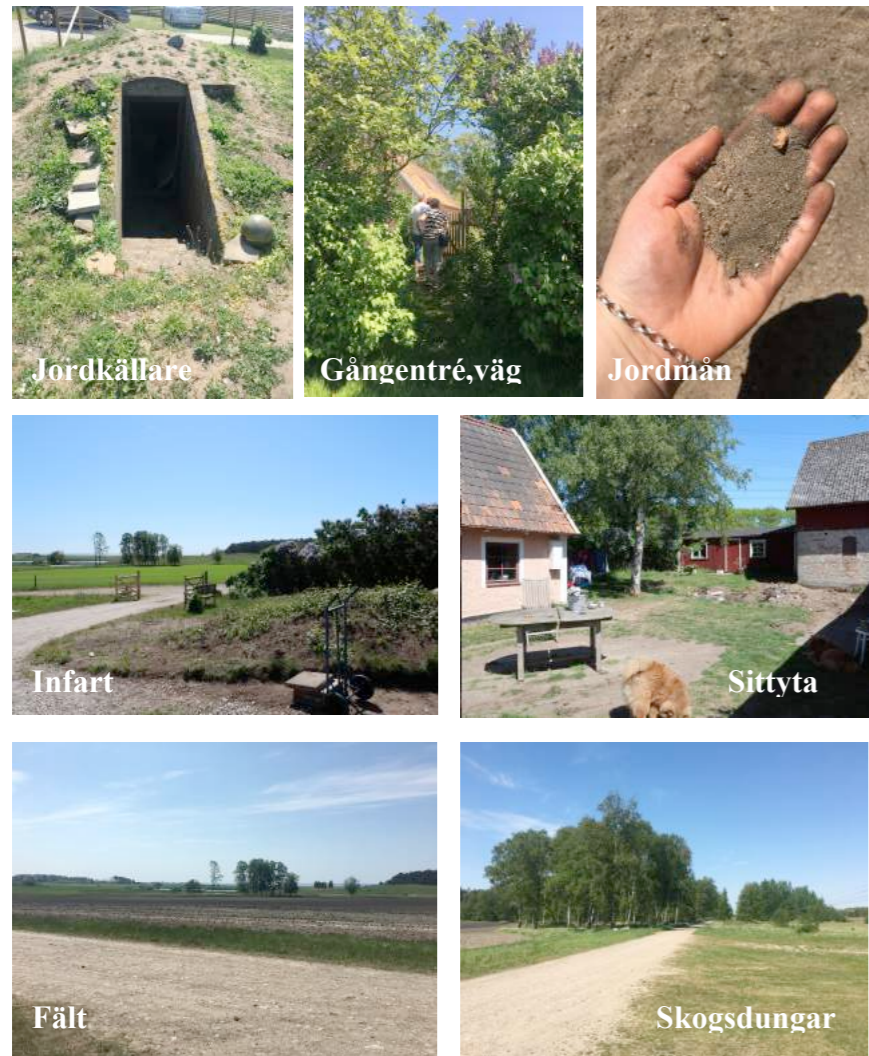 Jordkällare
Gångentré,väg
Jordmån
Infart
Sittyta
Fält
Skogsdungar